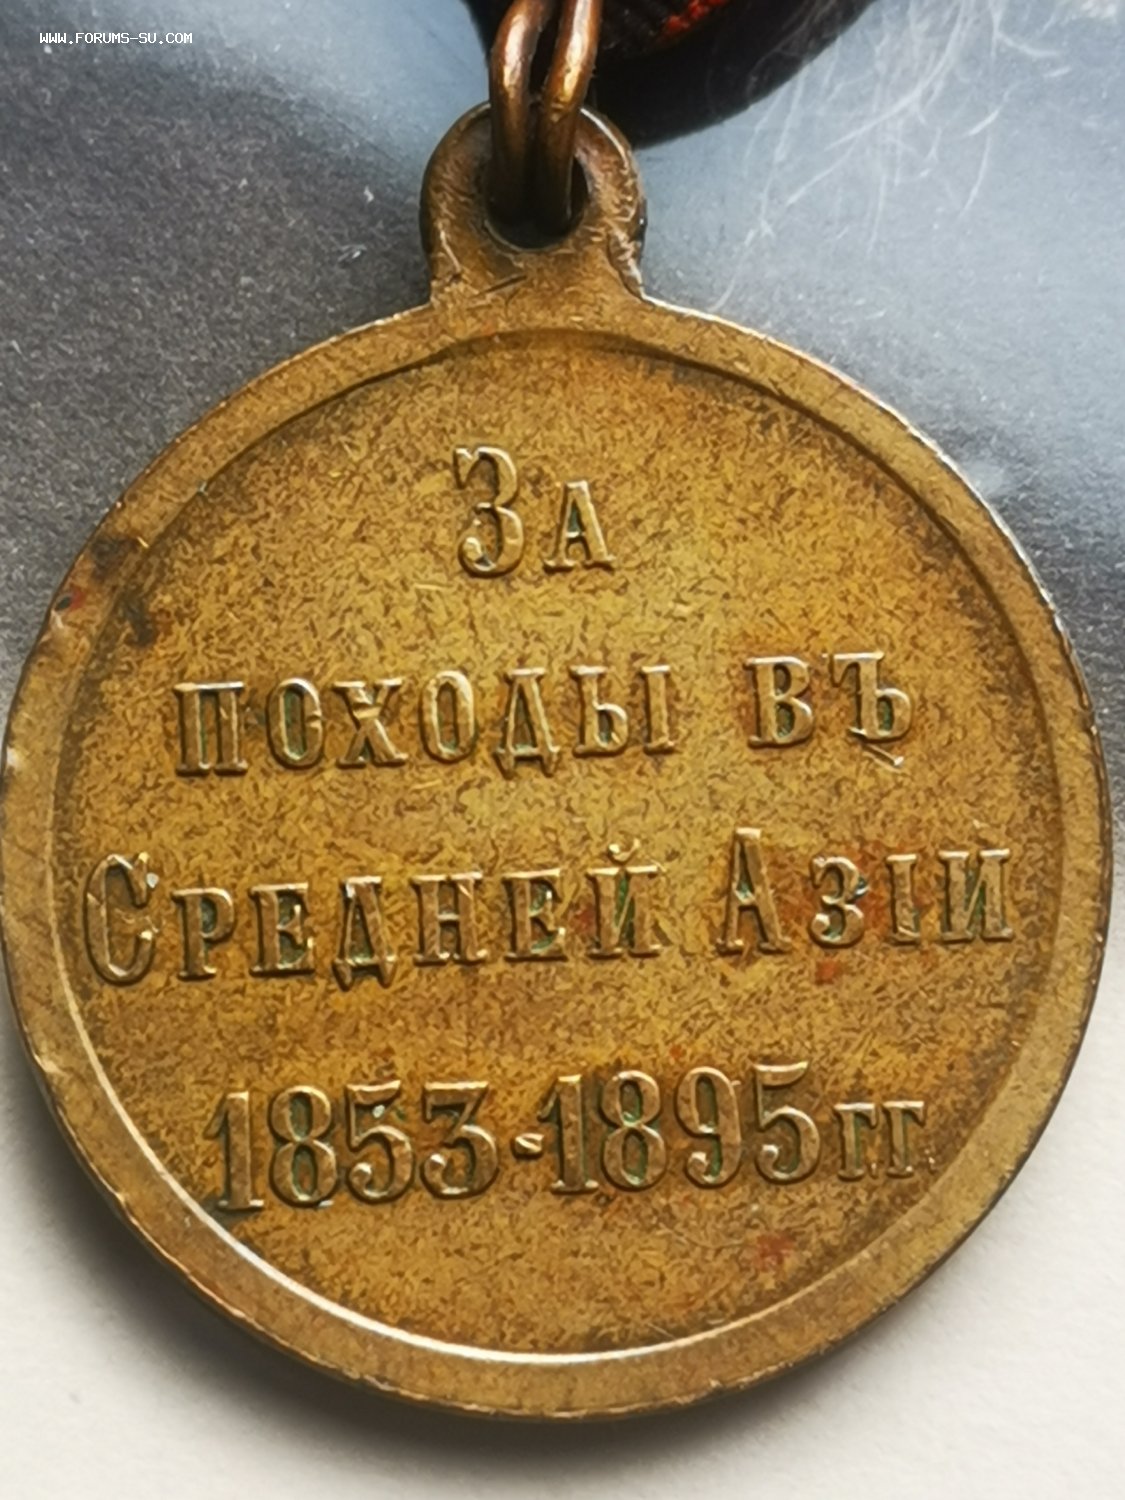 WWW.FORUMS-SU.COM
За
походы въ
Средней Азіи
1853-1895гг